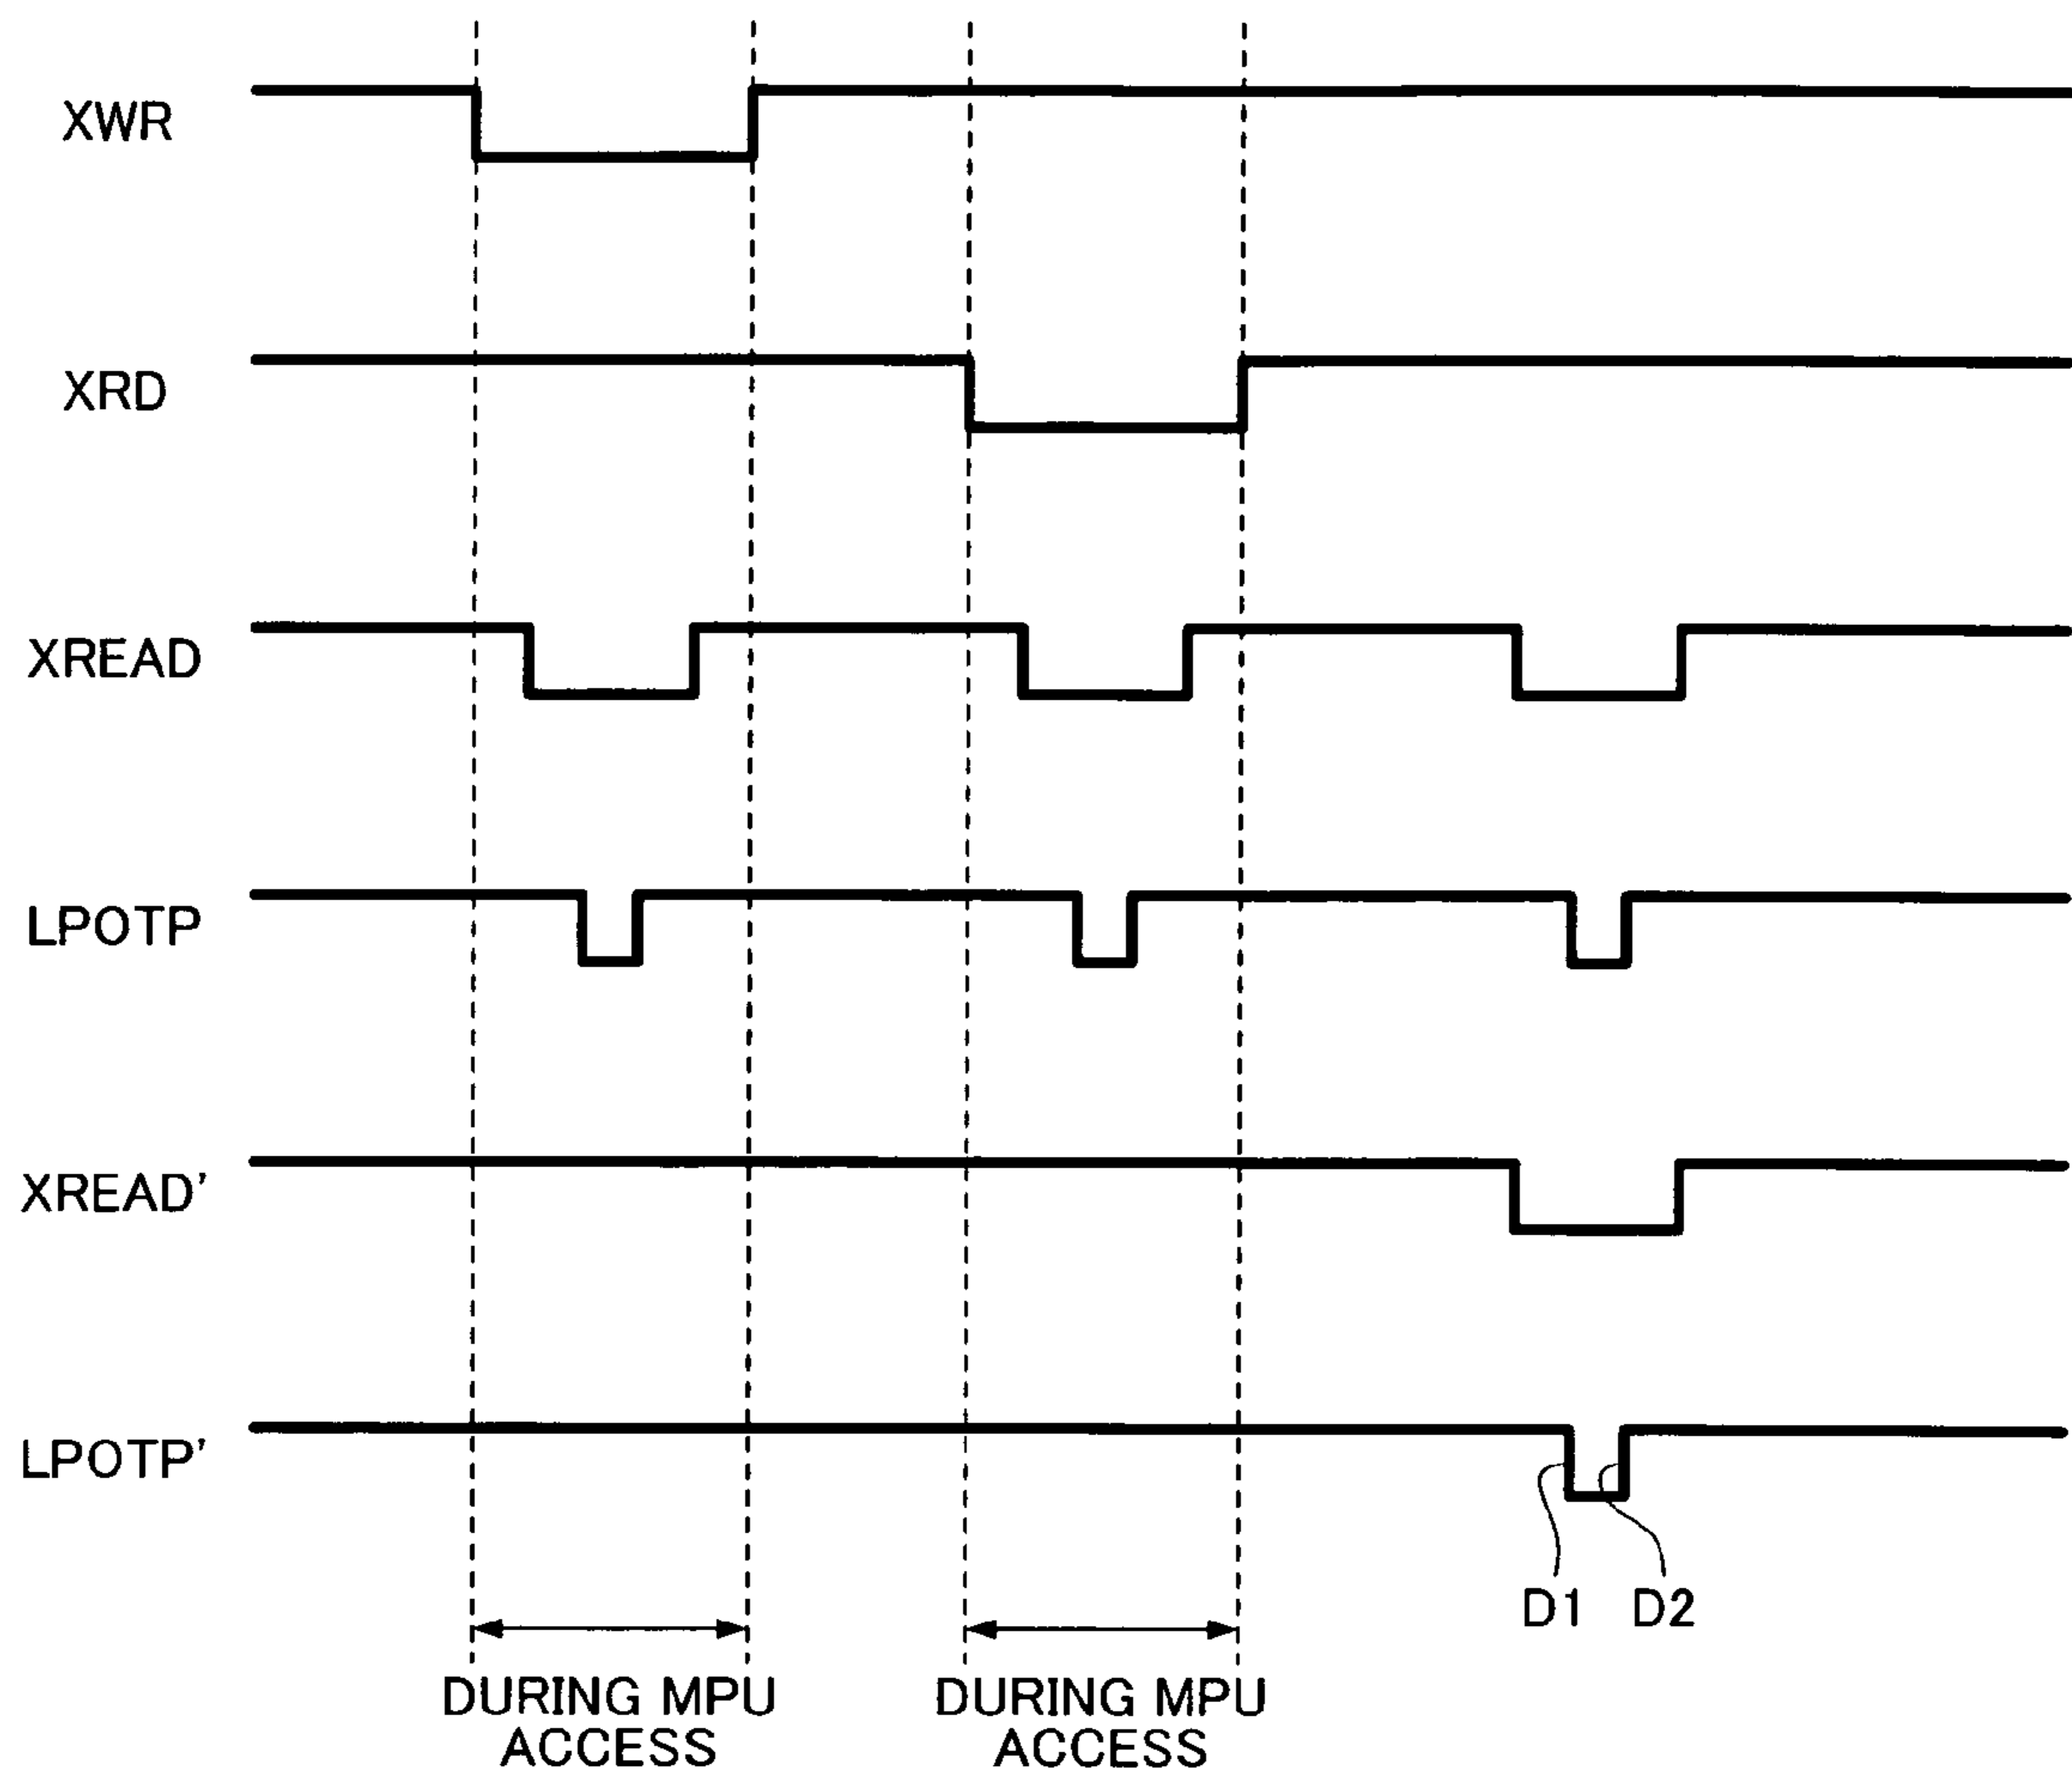 XWR
XRD
XREAD
LPOTP
XREAD'
LPOTP'
D1 D2
DURING MPU
ACCESS
DURING MPU
ACCESS